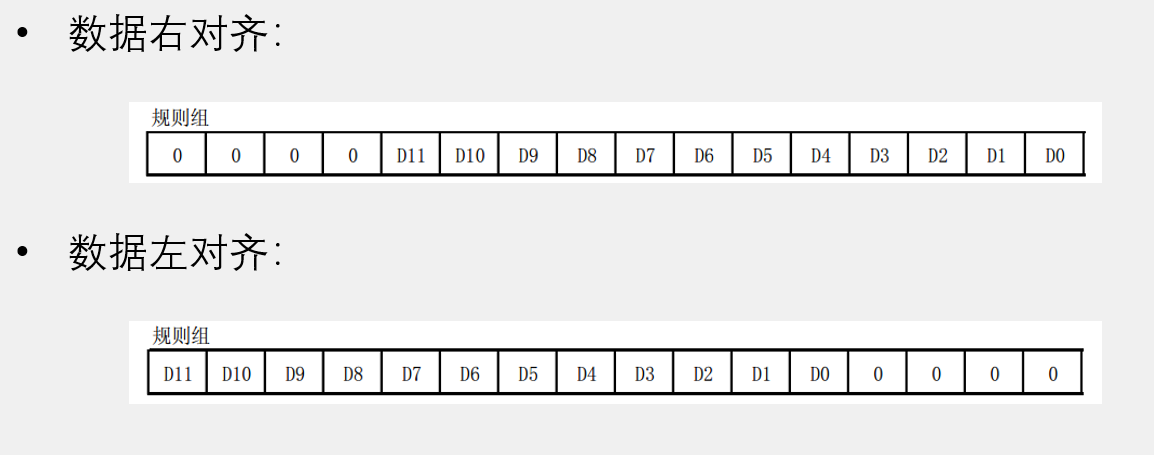 • 数据右对齐：
规则组
0 0 0 0 D11 D10 D9 D8 D7 D6 D5 D4 D3 D2 D1 D0
• 数据左对齐：
规则组
D11 D10 D9 D8 D7 D6 D5 D4 D3 D2 D1 D0 0 0 0 0